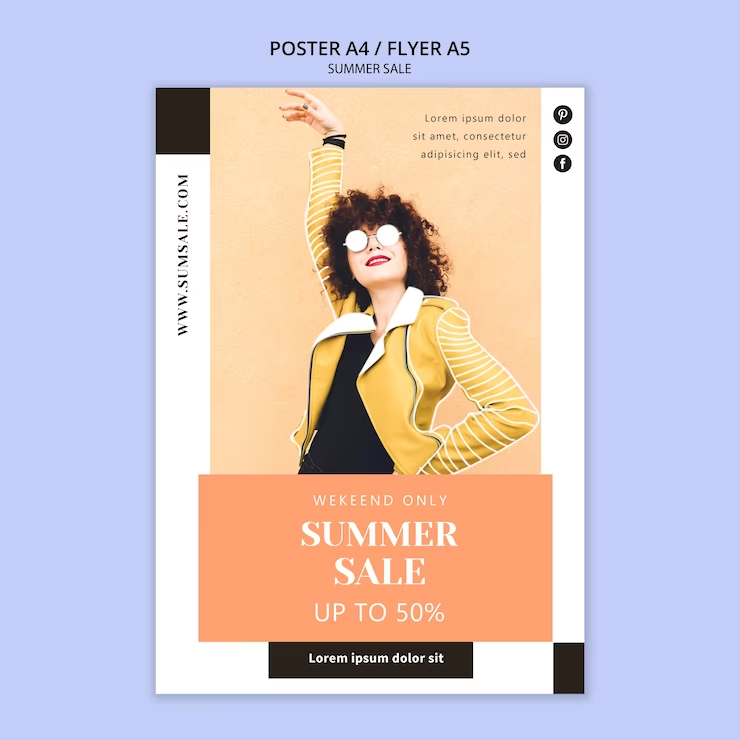 POSTER A4 / FLYER A5
SUMMER SALE
Lorem ipsum dolor
sit amet, consectetur
adipisicing elit, sed
WWW.SUMSALE.COM
WEKEEND ONLY
SUMMER
SALE
UP TO 50%
Lorem ipsum dolor sit